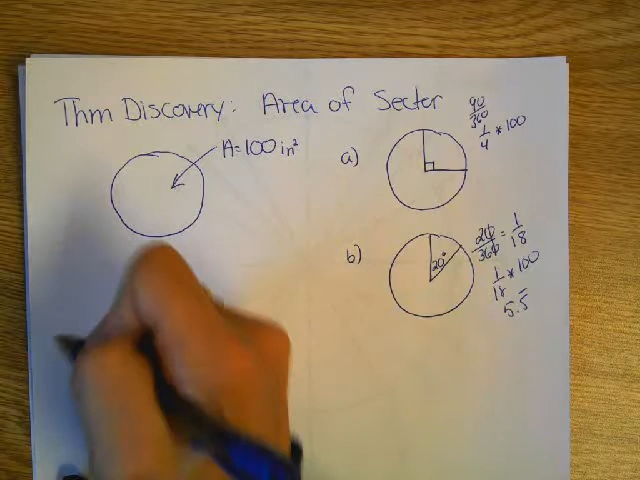 Thm Discovery: Area of Sector
A=100 in²
a)
90/360
1/4 * 100
b)
20°
20/360 = 1/18
1/18 * 100
5.5̅